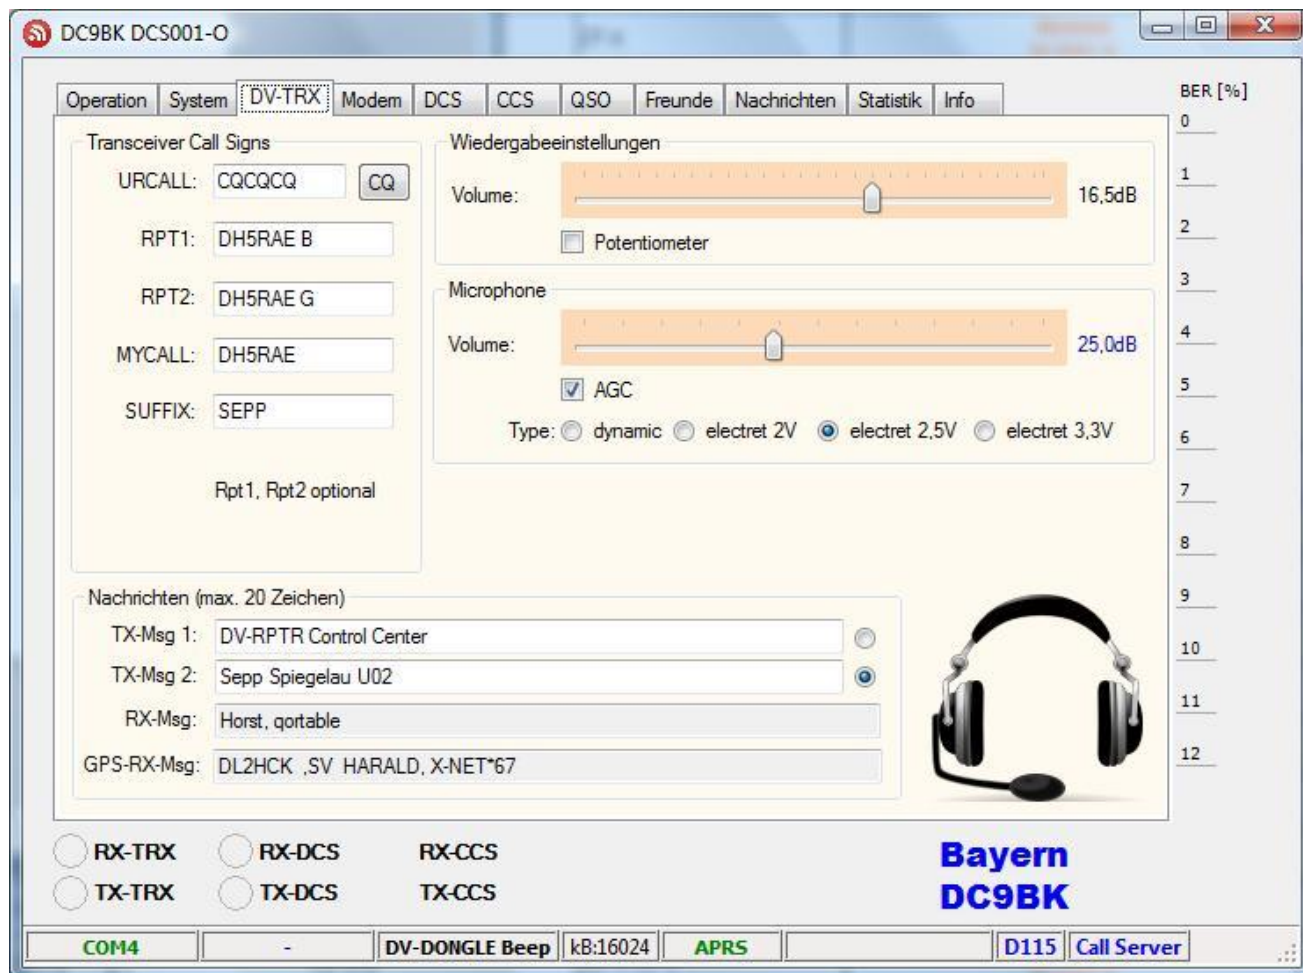 DC9BK DCS001-O
Operation System DV-TRX Modem DCS CCS QSO Freunde Nachrichten Statistik Info
BER [%]
0
1
2
3
4
5
6
7
8
9
10
11
12
Transceiver Call Signs
URCALL: CQCQCQ CQ
RPT1: DH5RAE B
RPT2: DH5RAE G
MYCALL: DH5RAE
SUFFIX: SEPP
Rpt1, Rpt2 optional
Wiedergabeeinstellungen
Volume: 16,5dB
Potentiometer
Microphone
Volume: 25,0dB
AGC
Type: dynamic electret 2V electret 2,5V electret 3,3V
Nachrichten (max. 20 Zeichen)
TX-Msg 1: DV-RPTR Control Center
TX-Msg 2: Sepp Spiegelau U02
RX-Msg: Horst, qortable
GPS-RX-Msg: DL2HCK ,SV HARALD, X-NET*67
RX-TRX RX-DCS RX-CCS
TX-TRX TX-DCS TX-CCS
Bayern
DC9BK
COM4 - DV-DONGLE Beep kB:16024 APRS D115 Call Server